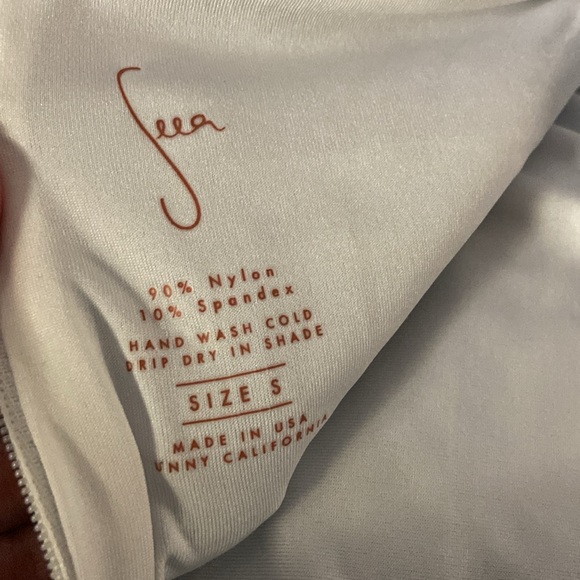 Seea
90% Nylon
10% Spandex
HAND WASH COLD
DRIP DRY IN SHADE
SIZE S
MADE IN USA
UNNY CALIFORNIA